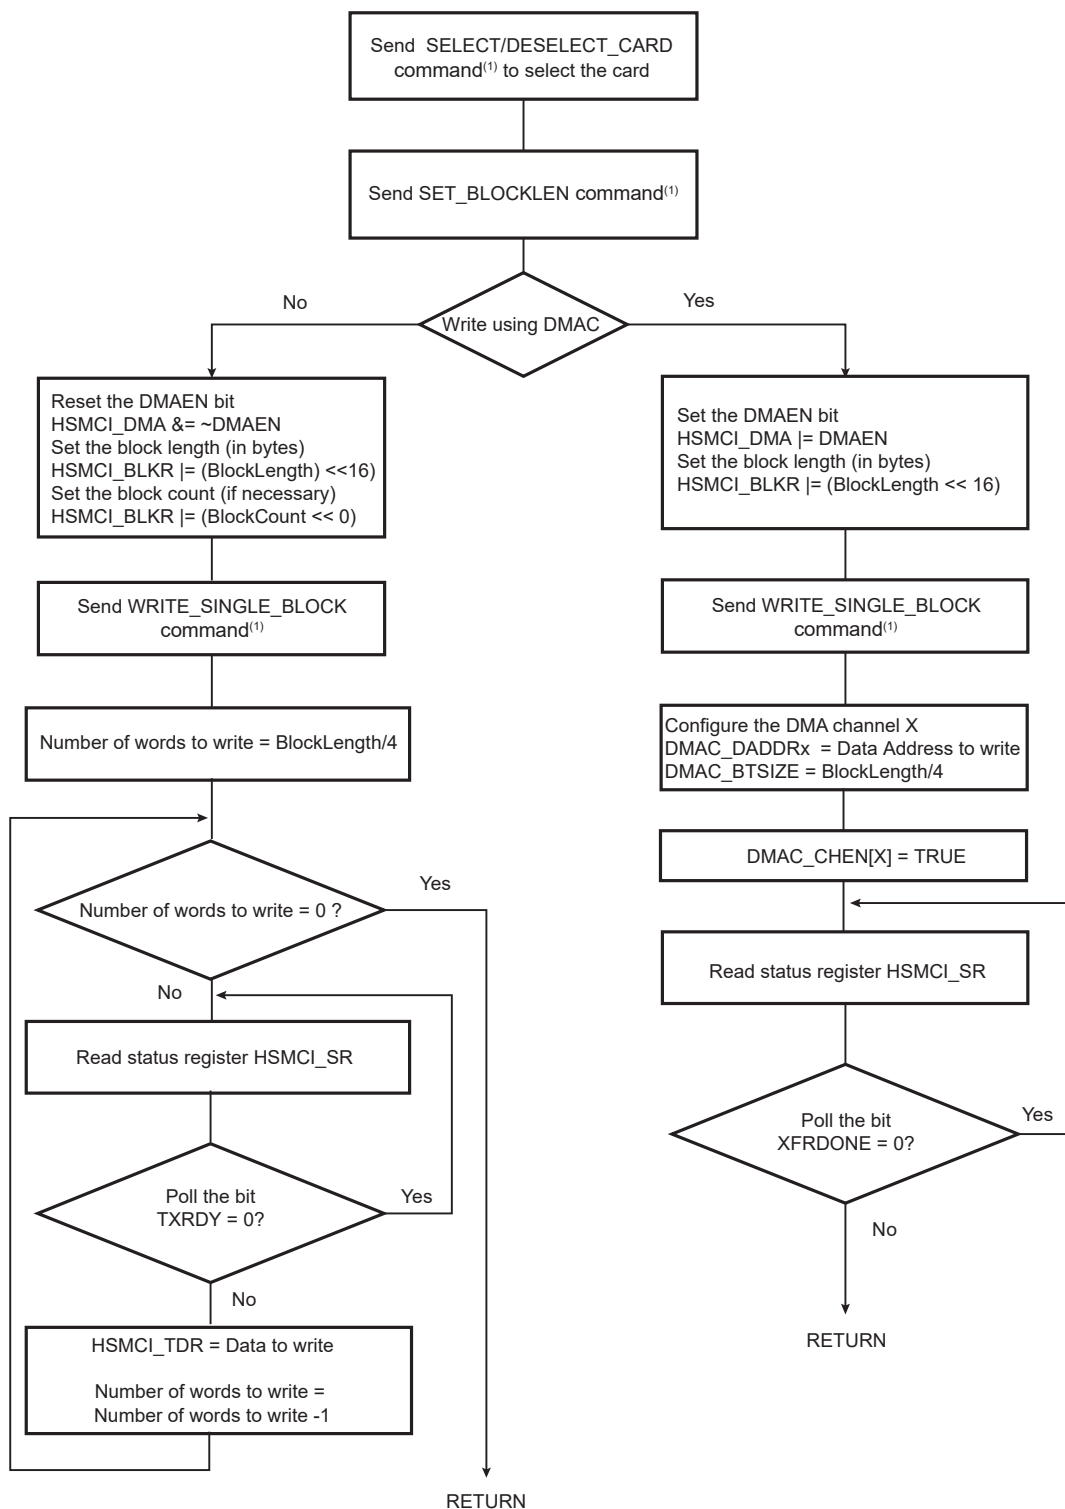 Send SELECT/DESELECT_CARD
command(1) to select the card
Send SET_BLOCKLEN command(1)
No
Yes
Write using DMAC
Reset the DMAEN bit
HSMCI_DMA &= ~DMAEN
Set the block length (in bytes)
HSMCI_BLKR |= (BlockLength) <<16)
Set the block count (if necessary)
HSMCI_BLKR |= (BlockCount << 0)
Send WRITE_SINGLE_BLOCK
command(1)
Number of words to write = BlockLength/4
Number of words to write = 0 ?
Yes
No
Read status register HSMCI_SR
Poll the bit
TXRDY = 0?
Yes
No
HSMCI_TDR = Data to write
Number of words to write =
Number of words to write -1
RETURN
Set the DMAEN bit
HSMCI_DMA |= DMAEN
Set the block length (in bytes)
HSMCI_BLKR |= (BlockLength << 16)
Send WRITE_SINGLE_BLOCK
command(1)
Configure the DMA channel X
DMAC_DADDRx = Data Address to write
DMAC_BTSIZE = BlockLength/4
DMAC_CHEN[X] = TRUE
Read status register HSMCI_SR
Poll the bit
XFRDONE = 0?
Yes
No
RETURN